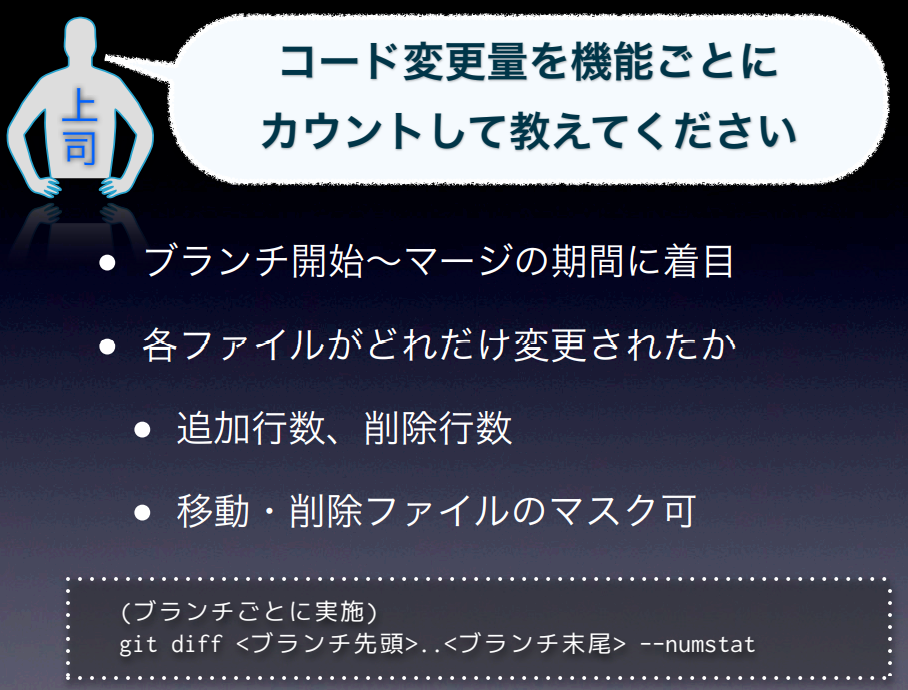 上司
コード変更量を機能ごとに
カウントして教えてください
• ブランチ開始〜マージの期間に着目
• 各ファイルがどれだけ変更されたか
• 追加行数、削除行数
• 移動・削除ファイルのマスク可
(ブランチごとに実施)
git diff <ブランチ先頭>..<ブランチ末尾> --numstat